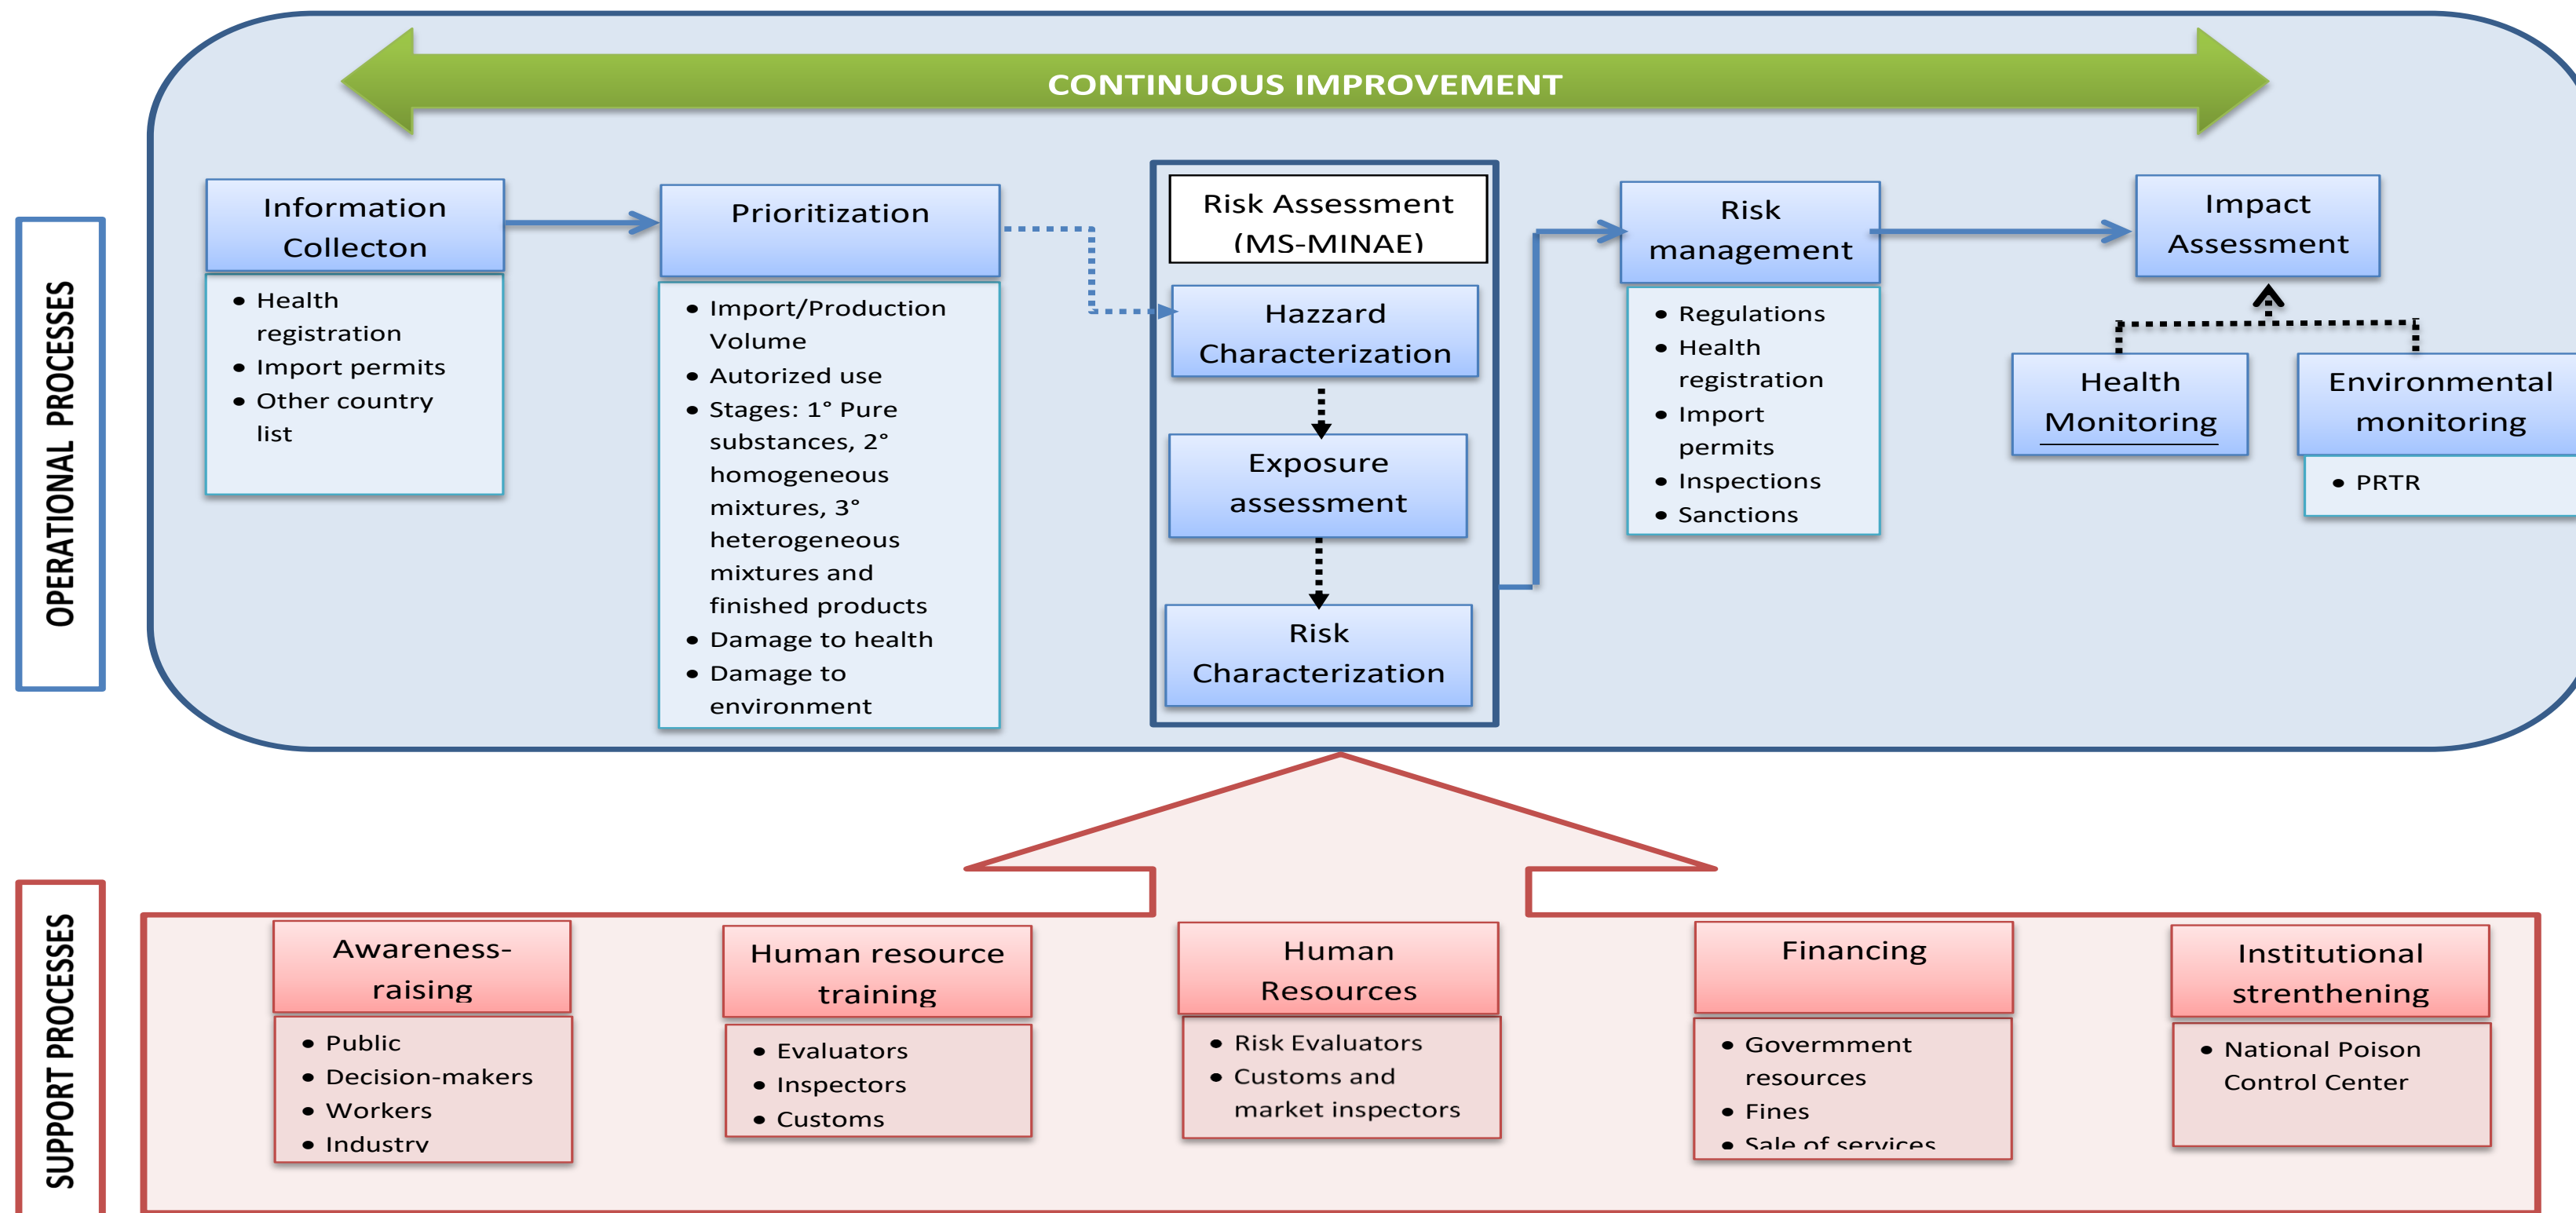 CONTINUOUS IMPROVEMENT
OPERATIONAL PROCESSES
Information
Collecton
• Health
registration
• Import permits
• Other country
list
Prioritization
• Import/Production
Volume
• Autorized use
• Stages: 1° Pure
substances, 2°
homogeneous
mixtures, 3°
heterogeneous
mixtures and
finished products
• Damage to health
• Damage to
environment
Risk Assessment
(MS-MINAE)
Hazzard
Characterization
Exposure
assessment
Risk
Characterization
Risk
management
• Regulations
• Health
registration
• Import
permits
• Inspections
• Sanctions
Impact
Assessment
Health
Monitoring
Environmental
monitoring
• PRTR
SUPPORT PROCESSES
Awareness-
raising
• Public
• Decision-makers
• Workers
• Industry
Human resource
training
• Evaluators
• Inspectors
• Customs
Human
Resources
• Risk Evaluators
• Customs and
market inspectors
Financing
• Govermment
resources
• Fines
• Sale of services
Institutional
strenthening
• National Poison
Control Center